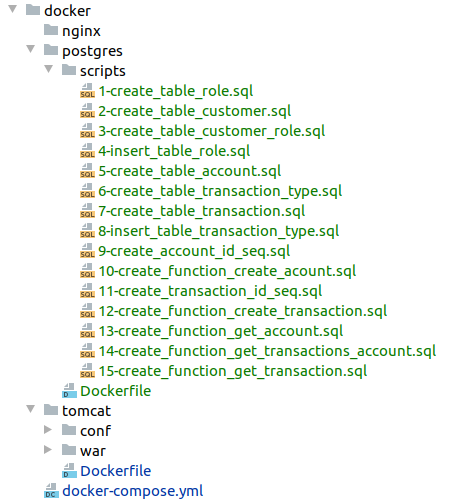 docker
nginx
postgres
scripts
SQL 1-create_table_role.sql
SQL 2-create_table_customer.sql
SQL 3-create_table_customer_role.sql
SQL 4-insert_table_role.sql
SQL 5-create_table_account.sql
SQL 6-create_table_transaction_type.sql
SQL 7-create_table_transaction.sql
SQL 8-insert_table_transaction_type.sql
SQL 9-create_account_id_seq.sql
SQL 10-create_function_create_acount.sql
SQL 11-create_transaction_id_seq.sql
SQL 12-create_function_create_transaction.sql
SQL 13-create_function_get_account.sql
SQL 14-create_function_get_transactions_account.sql
SQL 15-create_function_get_transaction.sql
D Dockerfile
tomcat
conf
war
D Dockerfile
DC docker-compose.yml